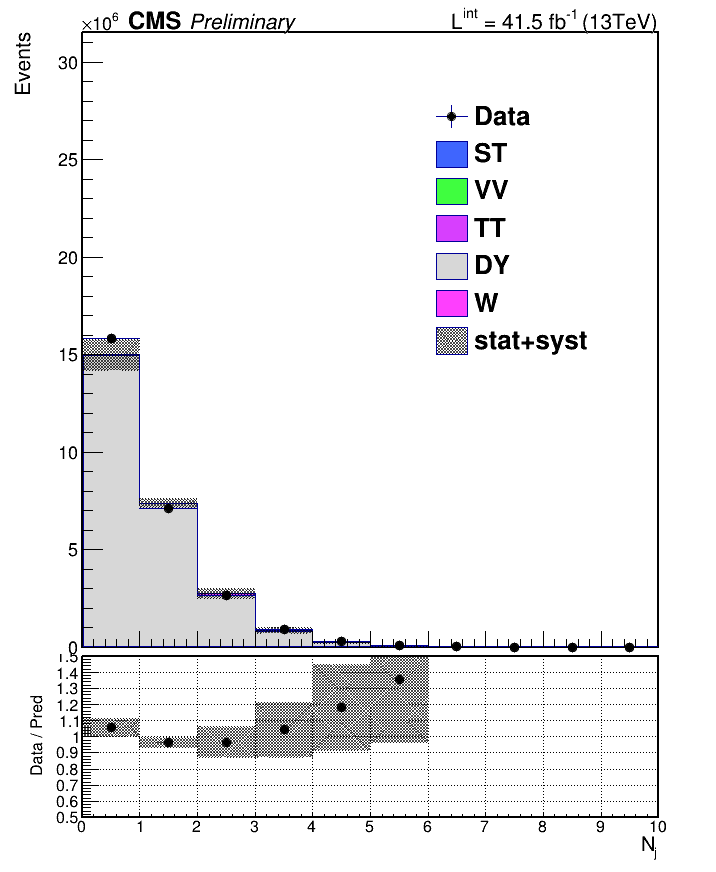 ×10⁶ CMS Preliminary L^int = 41.5 fb⁻¹ (13TeV)
Events
30
25
20
15
10
5
0
Data
ST
VV
TT
DY
W
stat+syst
Data / Pred
1.5
1.4
1.3
1.2
1.1
1
0.9
0.8
0.7
0.6
0.5
0 1 2 3 4 5 6 7 8 9 10
N_j